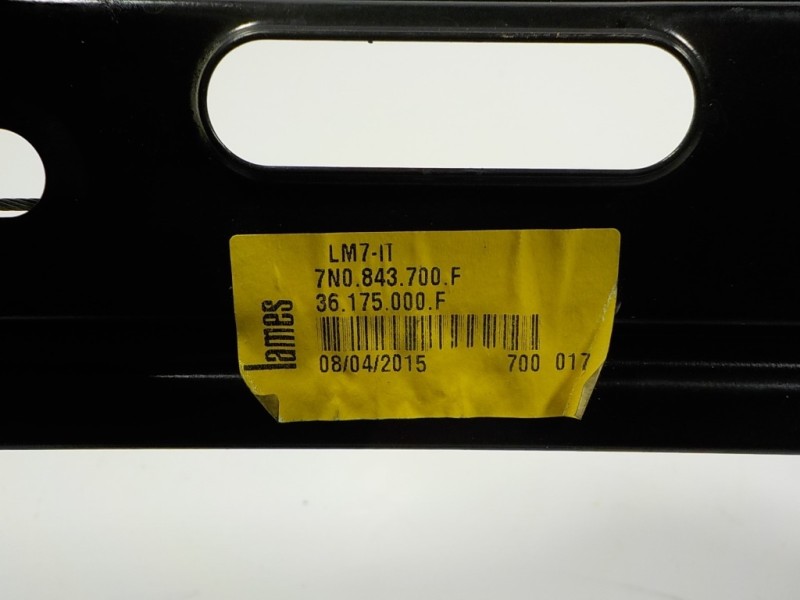 LM7-IT
7N0.843.700.F
36.175.000.F
lames
08/04/2015 700 017